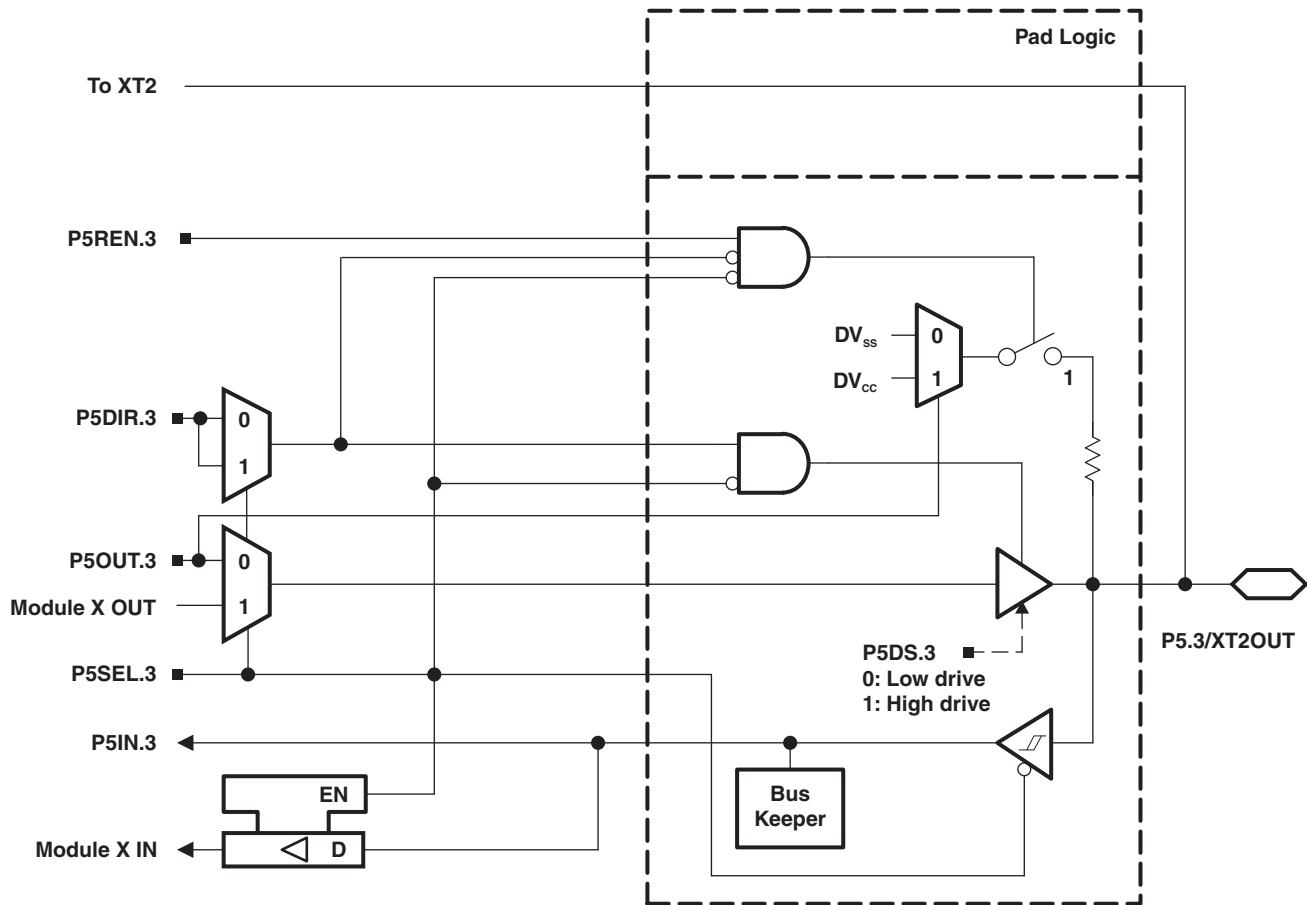 Pad Logic
To XT2
P5REN.3
DVSS
0
DVCC
1
1
P5DIR.3
0
1
P5OUT.3
0
Module X OUT
1
P5.3/XT2OUT
P5DS.3
0: Low drive
1: High drive
P5SEL.3
P5IN.3
EN
Bus
Keeper
Module X IN
D